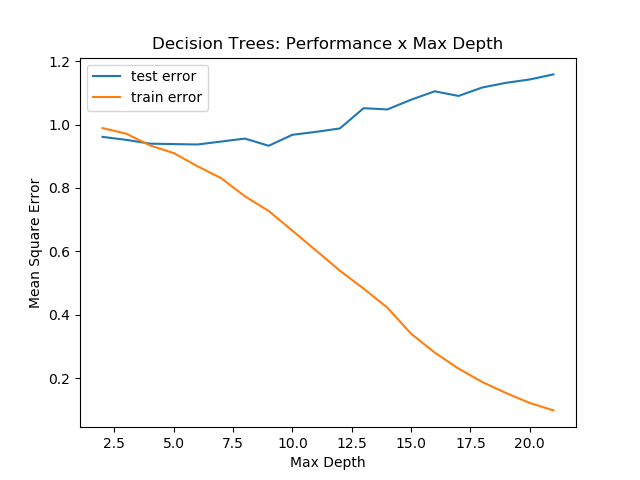 Decision Trees: Performance x Max Depth
test error
train error
Mean Square Error
1.2
1.0
0.8
0.6
0.4
0.2
2.5 5.0 7.5 10.0 12.5 15.0 17.5 20.0
Max Depth